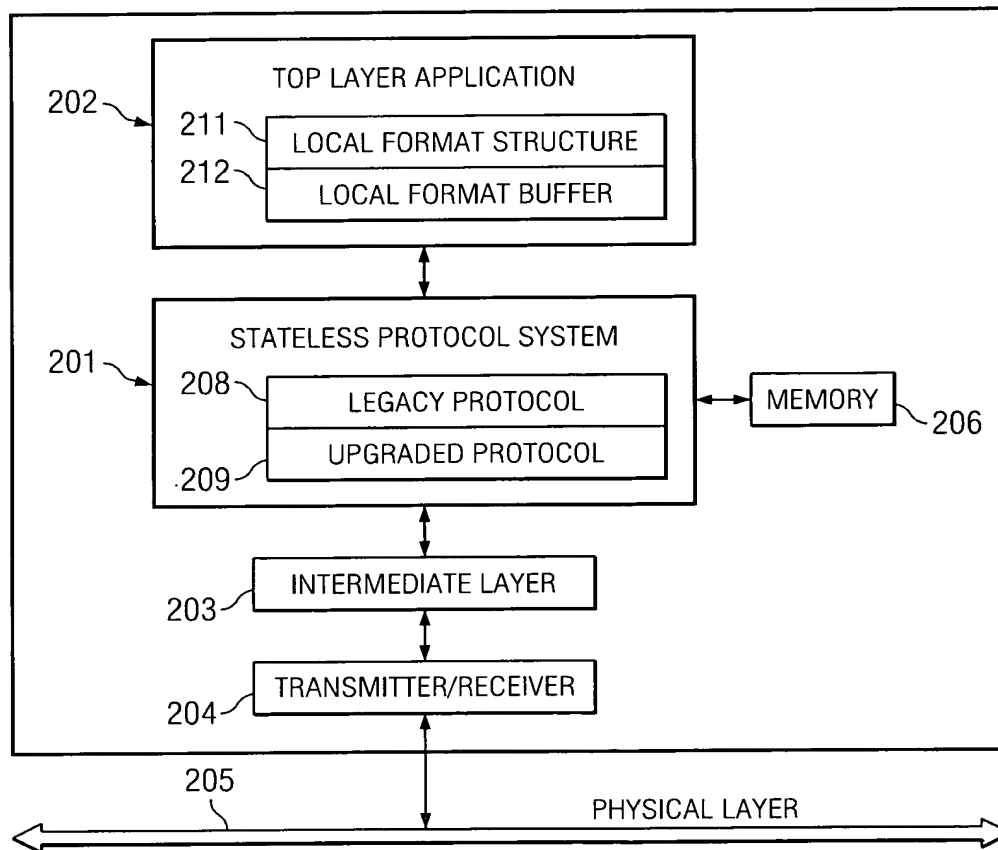 TOP LAYER APPLICATION
202
211
LOCAL FORMAT STRUCTURE
212
LOCAL FORMAT BUFFER
STATELESS PROTOCOL SYSTEM
201
208
LEGACY PROTOCOL
MEMORY
206
UPGRADED PROTOCOL
209
INTERMEDIATE LAYER
203
TRANSMITTER/RECEIVER
204
205
PHYSICAL LAYER